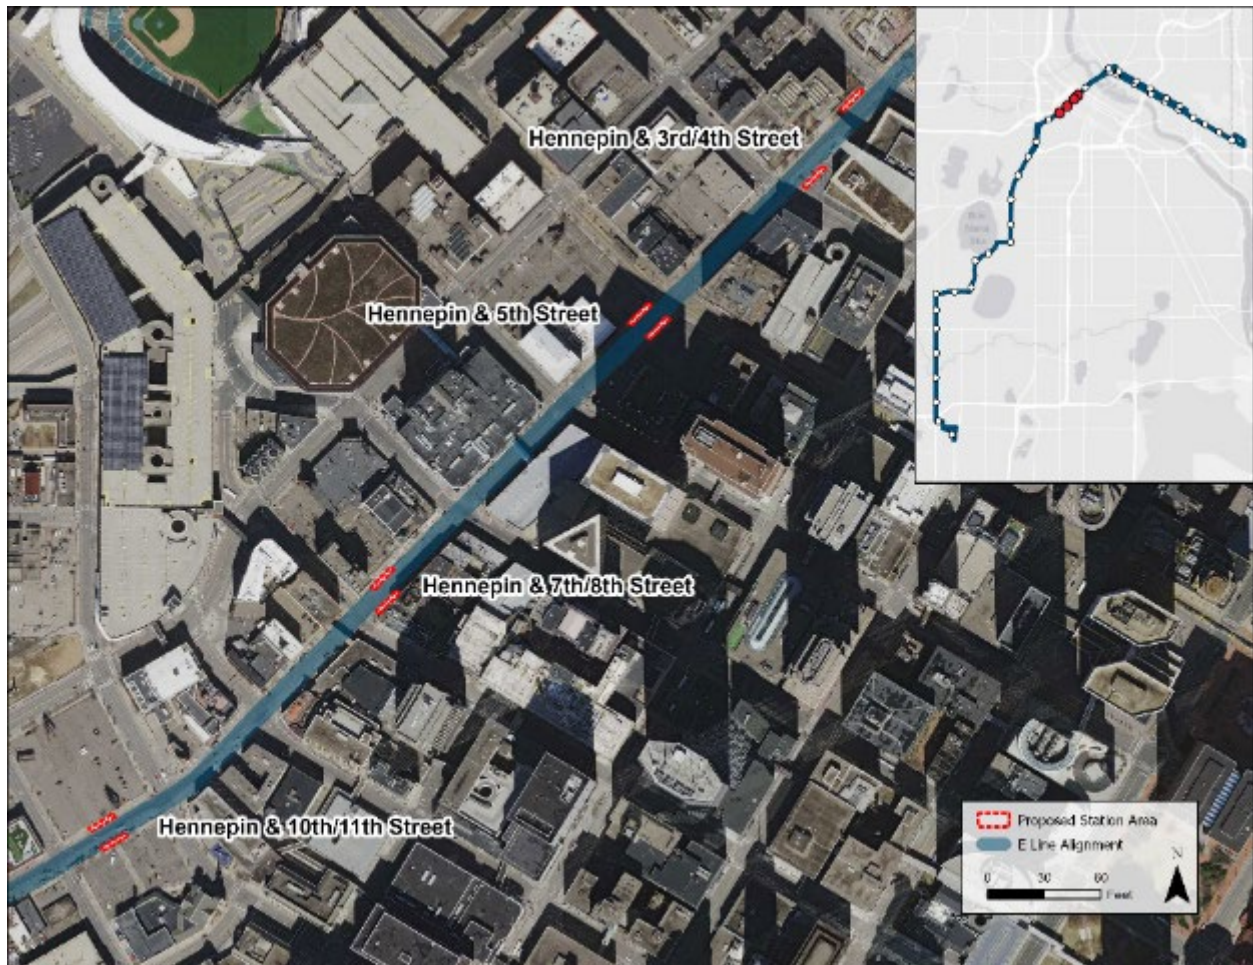 Hennepin & 3rd/4th Street
Hennepin & 5th Street
Hennepin & 7th/8th Street
Hennepin & 10th/11th Street
Proposed Station Area
E Line Alignment
N
0 30 60
Feet